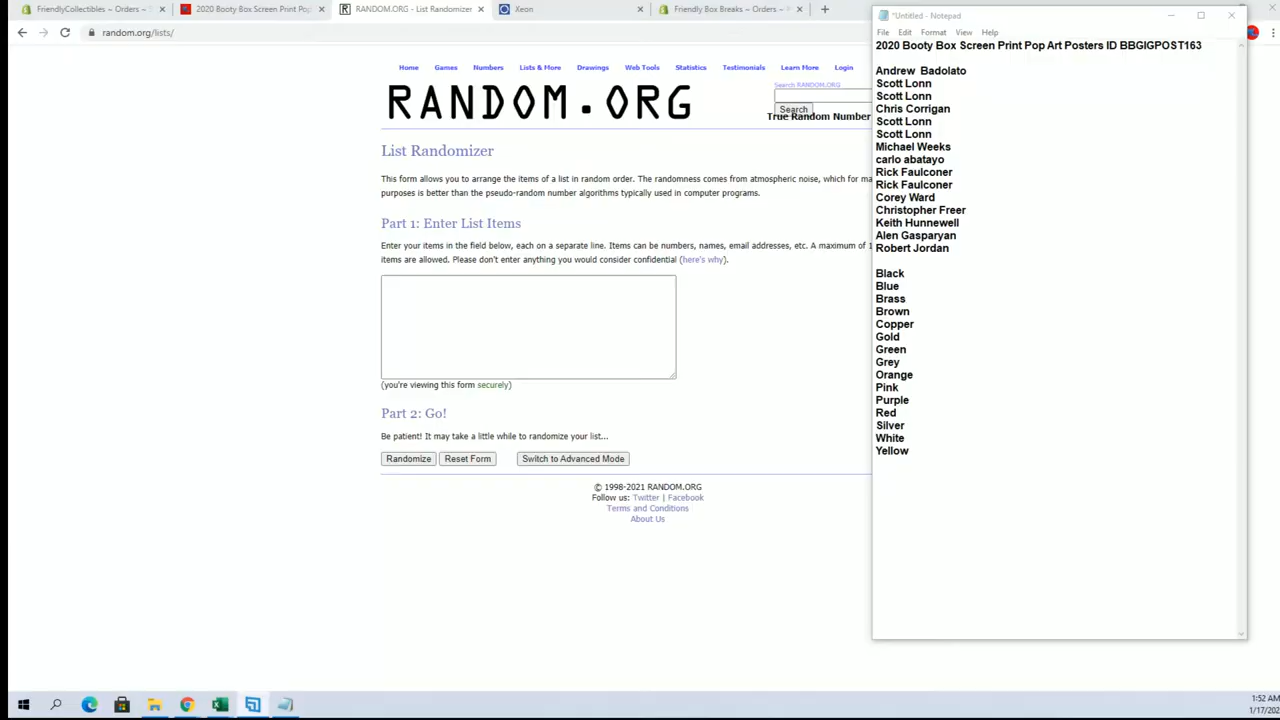 FriendlyCollectibles – Orders – S
2020 Booty Box Screen Print Pop
RANDOM.ORG - List Randomizer
Xeon
Friendly Box Breaks – Orders –
random.org/lists/
Home Games Numbers Lists & More Drawings Web Tools Statistics Testimonials Learn More Login
RANDOM.ORG
Search RANDOM.ORG
Search
True Random Number
List Randomizer
This form allows you to arrange the items of a list in random order. The randomness comes from atmospheric noise, which for ma
purposes is better than the pseudo-random number algorithms typically used in computer programs.
Part 1: Enter List Items
Enter your items in the field below, each on a separate line. Items can be numbers, names, email addresses, etc. A maximum of 1
items are allowed. Please don't enter anything you would consider confidential (here's why).
(you're viewing this form securely)
Part 2: Go!
Be patient! It may take a little while to randomize your list...
Randomize Reset Form Switch to Advanced Mode
© 1998-2021 RANDOM.ORG
Follow us: Twitter | Facebook
Terms and Conditions
About Us
*Untitled - Notepad
File Edit Format View Help
2020 Booty Box Screen Print Pop Art Posters ID BBGIGPOST163
Andrew Badolato
Scott Lonn
Scott Lonn
Chris Corrigan
Scott Lonn
Scott Lonn
Michael Weeks
carlo abatayo
Rick Faulconer
Rick Faulconer
Corey Ward
Christopher Freer
Keith Hunnewell
Alen Gasparyan
Robert Jordan
Black
Blue
Brass
Brown
Copper
Gold
Green
Grey
Orange
Pink
Purple
Red
Silver
White
Yellow
1:52 AM
1/17/202